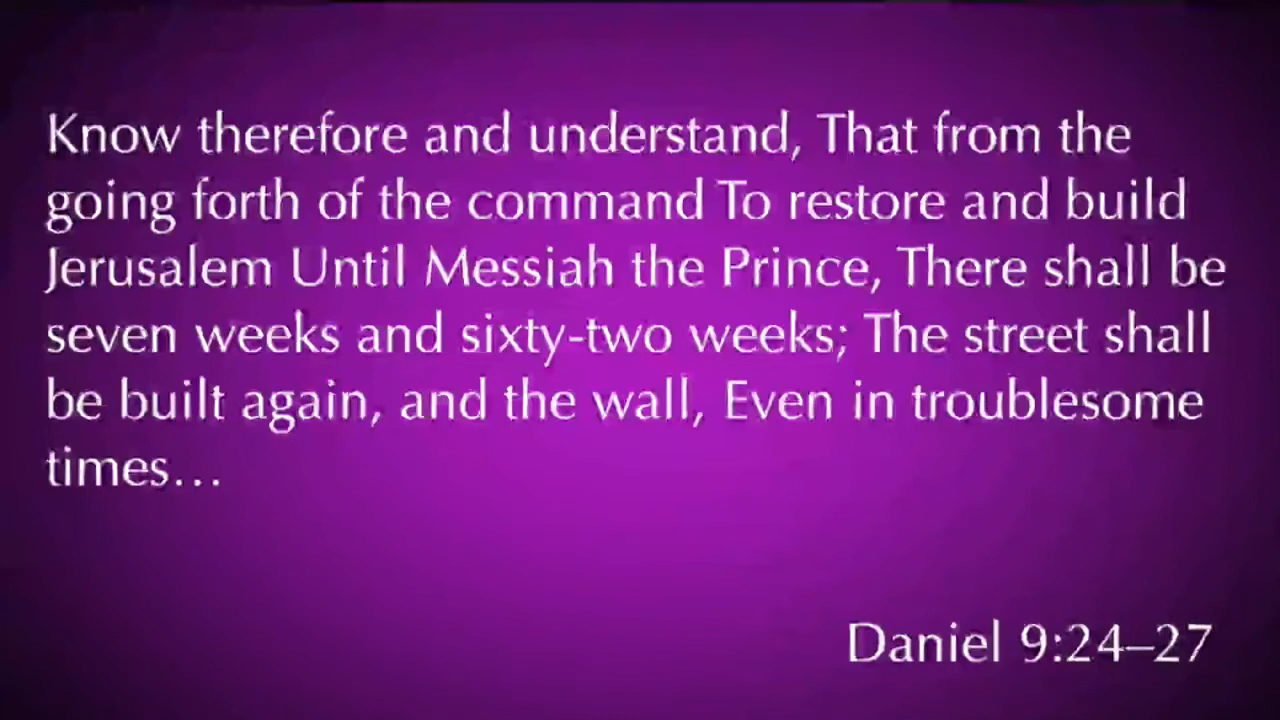 Know therefore and understand, That from the
going forth of the command To restore and build
Jerusalem Until Messiah the Prince, There shall be
seven weeks and sixty-two weeks; The street shall
be built again, and the wall, Even in troublesome
times…
Daniel 9:24–27